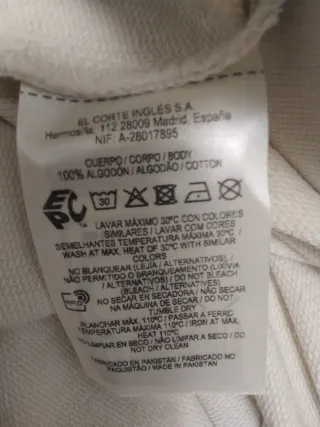 EL CORTE INGLÉS S.A.
Hermosilla, 112 28009 Madrid. España
NIF: A-28017895
CUERPO / CORPO / BODY
100% ALGODÓN / ALGODÃO / COTTON
EPC
30
LAVAR MÁXIMO 30ºC CON COLORES
SIMILARES / LAVAR COM CORES
SEMELHANTES TEMPERATURA MÁXIMA 30ºC /
WASH AT MAX. HEAT OF 30ºC WITH SIMILAR
COLORS
NO BLANQUEAR (LEJÍA / ALTERNATIVOS) /
NÃO PERMITIDO O BRANQUEAMENTO (LIXÍVIA
/ ALTERNATIVOS) / DO NOT BLEACH
(BLEACH / ALTERNATIVES)
NO SECAR EN SECADORA / NÃO SECAR
NA MÁQUINA DE SECAR / DO NOT
TUMBLE DRY
PLANCHAR MÁX. 110ºC / PASSAR A FERRO
TEMPERATURA MÁXIMA 110ºC / IRON AT MAX.
HEAT 110ºC
NO LIMPIAR EN SECO / NÃO LIMPAR A SECO / DO
NOT DRY CLEAN
FABRICADO EN PAKISTÁN / FABRICADO NO
PAQUISTÃO / MADE IN PAKISTAN